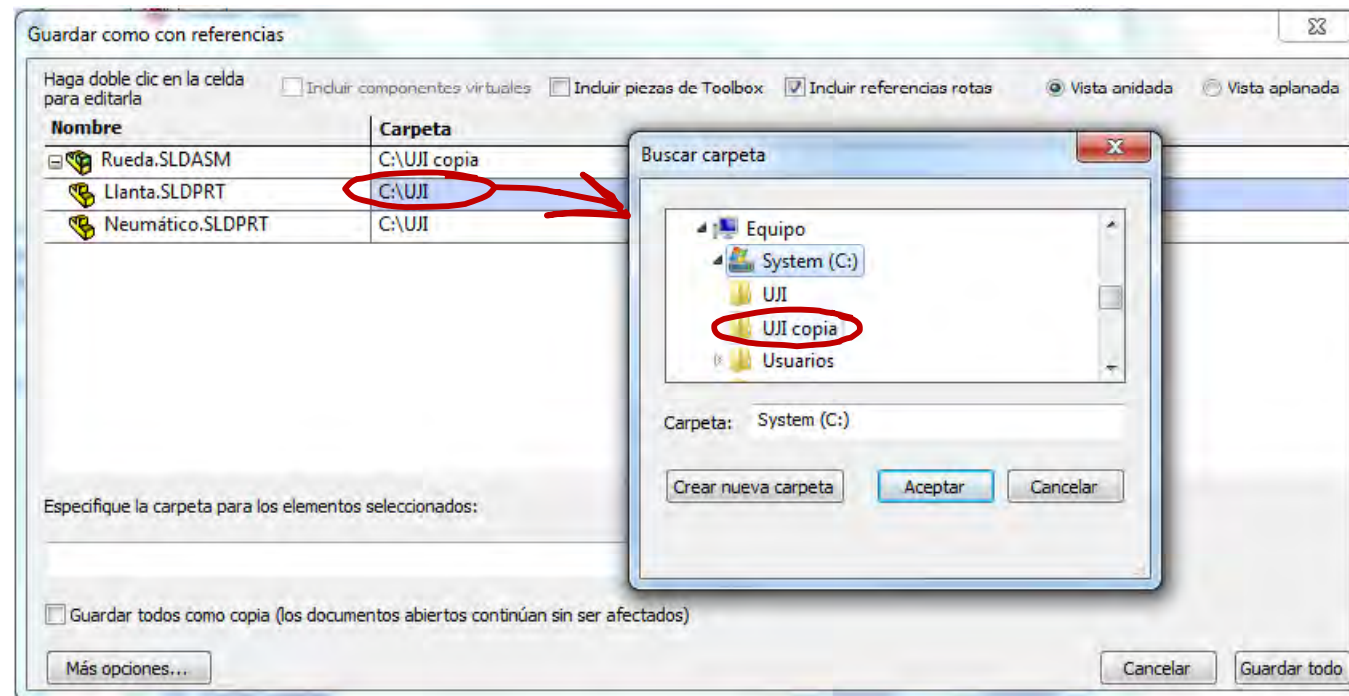 Guardar como con referencias
Haga doble clic en la celda
para editarla
Incluir componentes virtuales
Incluir piezas de Toolbox
Incluir referencias rotas
Vista anidada
Vista aplanada
Nombre
Carpeta
Rueda.SLDASM
C:\UJI copia
Llanta.SLDPRT
C:\UJI
Neumático.SLDPRT
C:\UJI
Buscar carpeta
Equipo
System (C:)
UJI
UJI copia
Usuarios
Carpeta: System (C:)
Crear nueva carpeta
Aceptar
Cancelar
Especifique la carpeta para los elementos seleccionados:
Guardar todos como copia (los documentos abiertos continúan sin ser afectados)
Más opciones...
Cancelar
Guardar todo